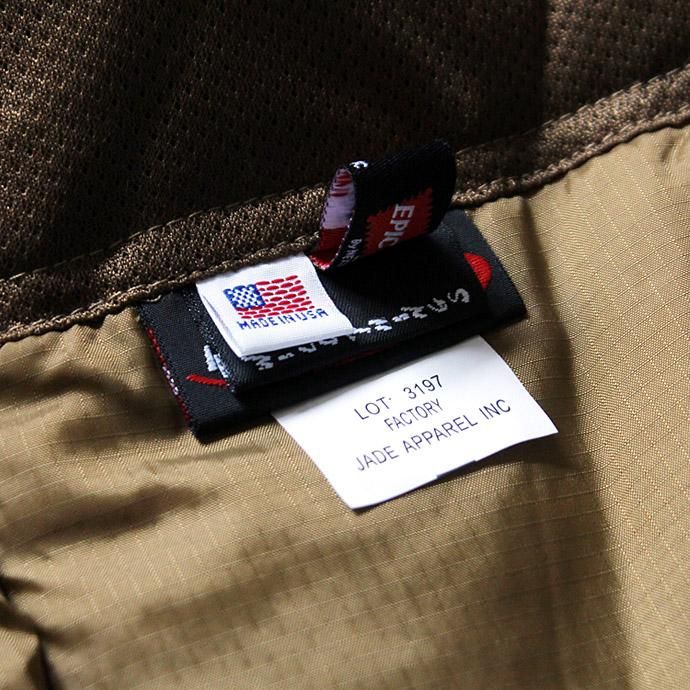 EPIC
MADE IN USA
LOT: 3197
FACTORY
JADE APPAREL INC